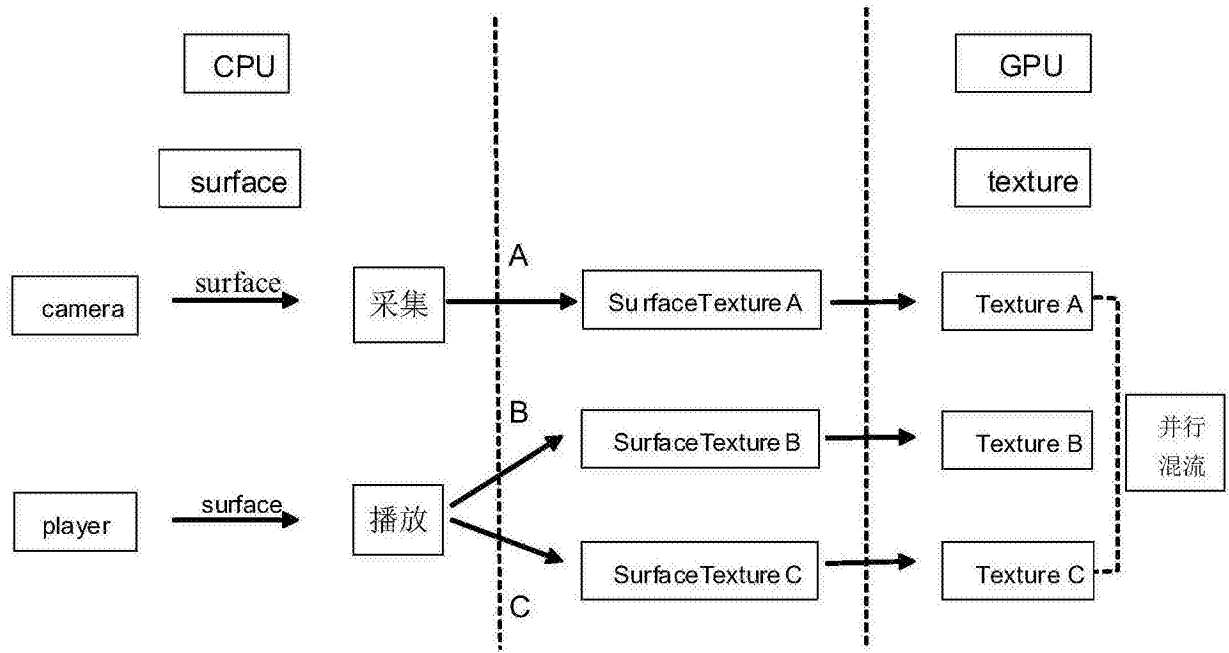 CPU
GPU
surface
texture
A
camera
surface
采集
SurfaceTexture A
Texture A
B
SurfaceTexture B
Texture B
并行
混流
player
surface
播放
SurfaceTexture C
Texture C
C